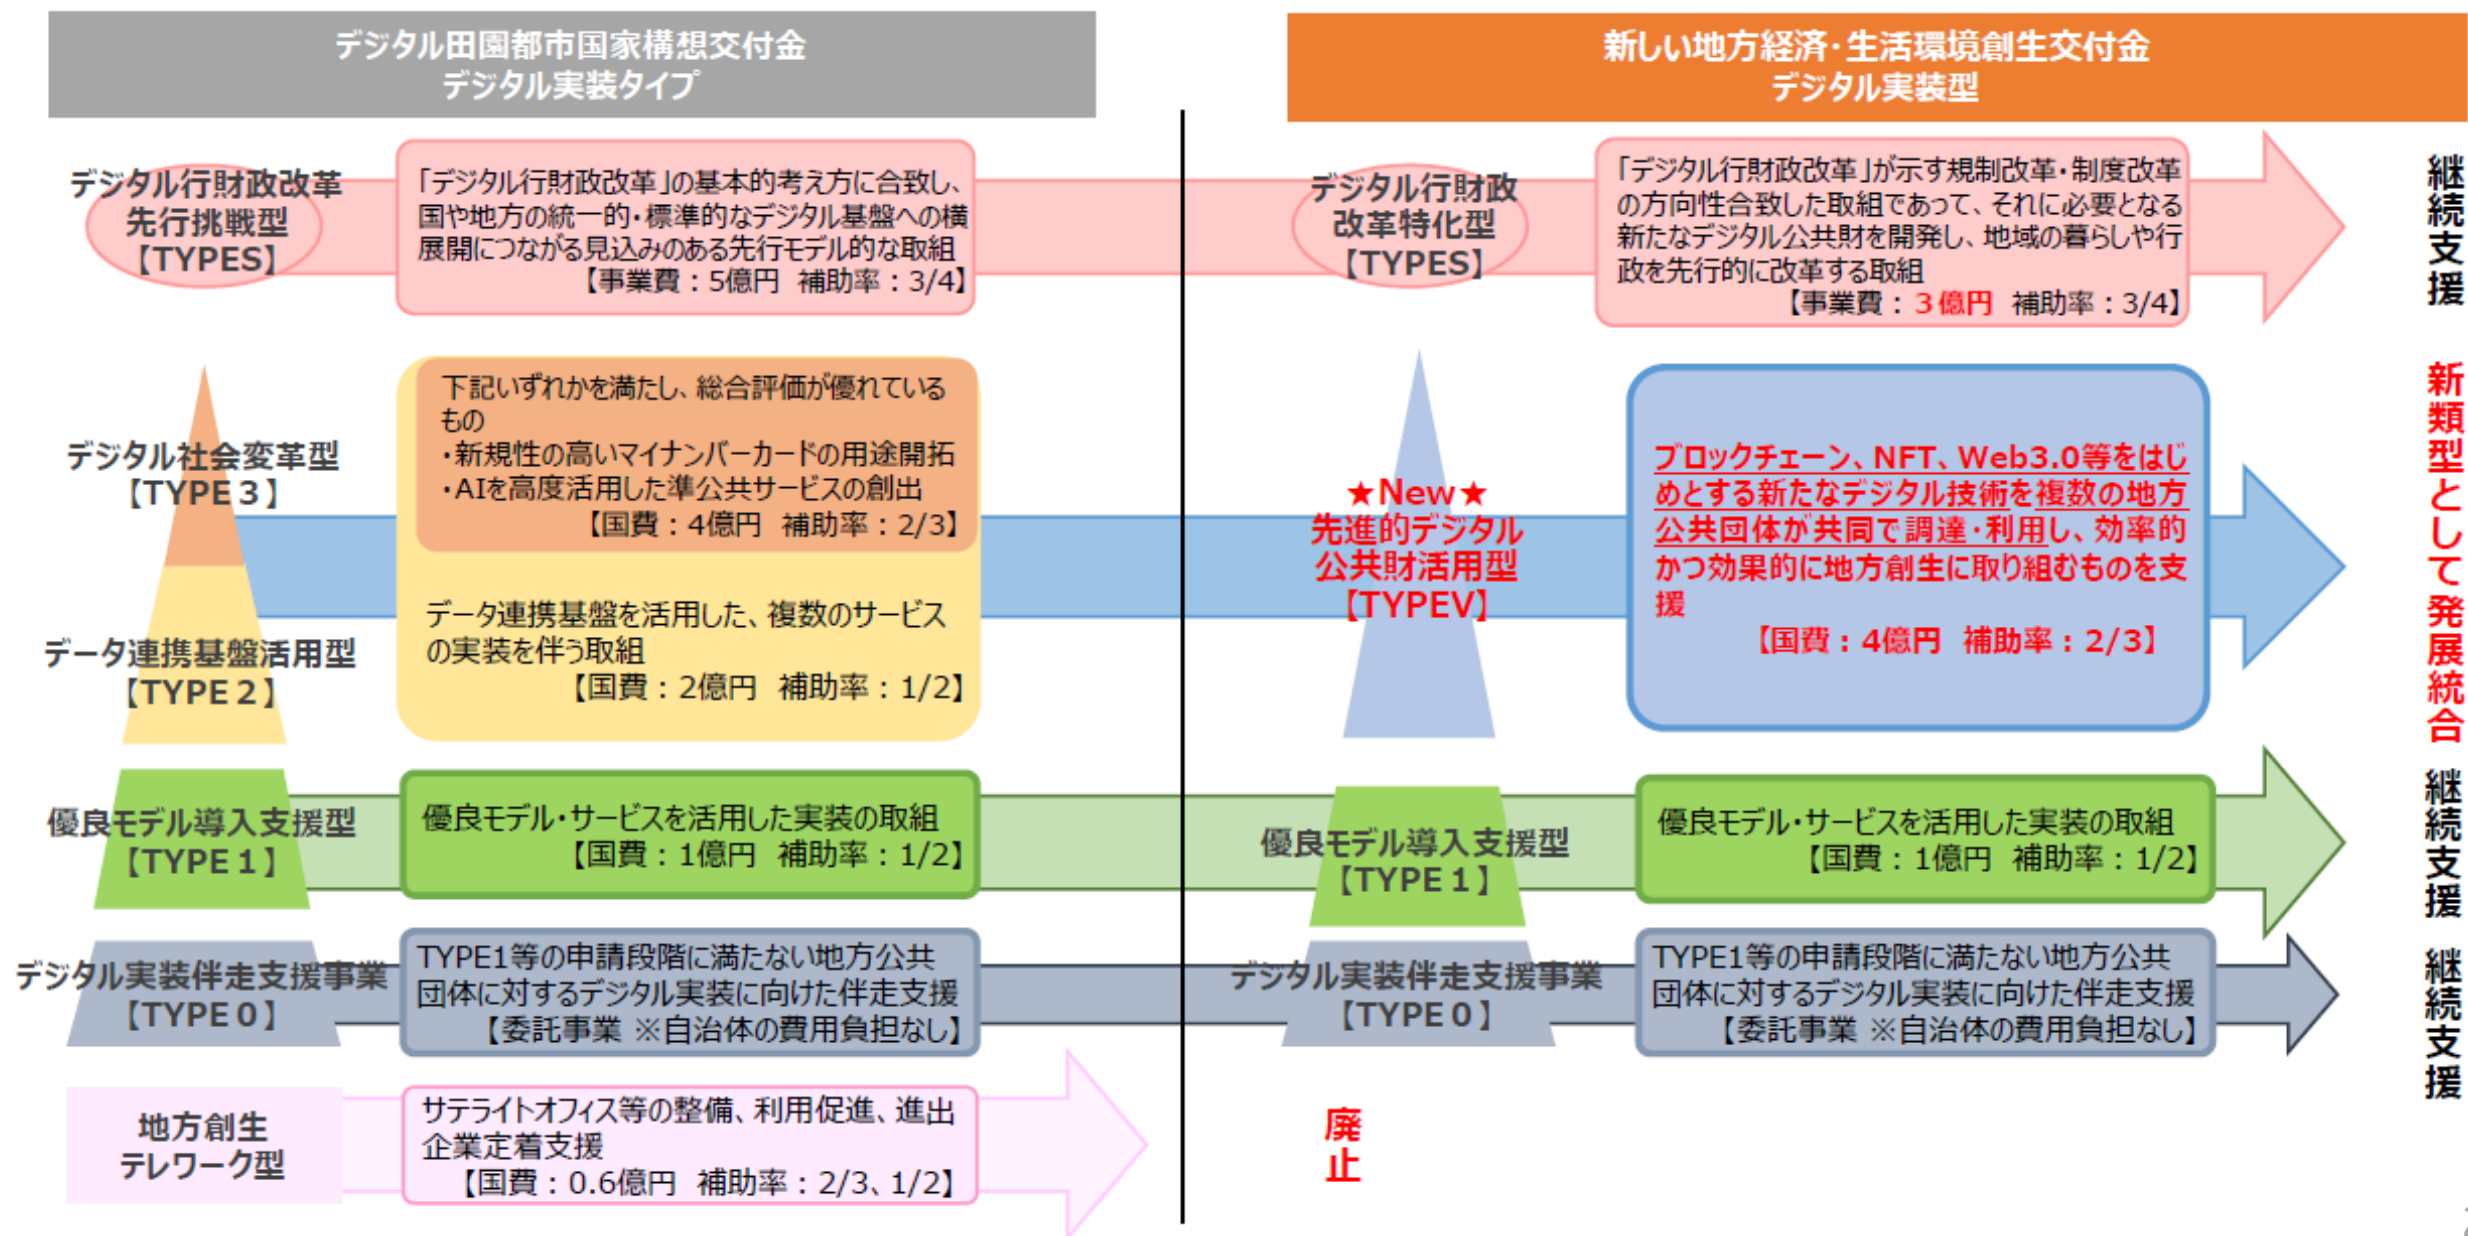 デジタル田園都市国家構想交付金
デジタル実装タイプ
新しい地方経済・生活環境創生交付金
デジタル実装型
デジタル行財政改革
先行挑戦型
【TYPES】
「デジタル行財政改革」の基本的考え方に合致し、
国や地方の統一的・標準的なデジタル基盤への横
展開につながる見込みのある先行モデル的な取組
【事業費：5億円 補助率：3/4】
デジタル行財政
改革特化型
【TYPES】
「デジタル行財政改革」が示す規制改革・制度改革
の方向性合致した取組であって、それに必要となる
新たなデジタル公共財を開発し、地域の暮らしや行
政を先行的に改革する取組
【事業費：３億円 補助率：3/4】
継続支援
デジタル社会変革型
【TYPE３】
下記いずれかを満たし、総合評価が優れている
もの
・新規性の高いマイナンバーカードの用途開拓
・AIを高度活用した準公共サービスの創出
【国費：4億円 補助率：2/3】
データ連携基盤活用型
【TYPE２】
データ連携基盤を活用した、複数のサービス
の実装を伴う取組
【国費：2億円 補助率：1/2】
★New★
先進的デジタル
公共財活用型
【TYPEV】
ブロックチェーン、NFT、Web3.0等をはじ
めとする新たなデジタル技術を複数の地方
公共団体が共同で調達・利用し、効率的
かつ効果的に地方創生に取り組むものを支
援
【国費：4億円 補助率：2/3】
新類型として発展統合
優良モデル導入支援型
【TYPE１】
優良モデル・サービスを活用した実装の取組
【国費：1億円 補助率：1/2】
優良モデル導入支援型
【TYPE１】
優良モデル・サービスを活用した実装の取組
【国費：1億円 補助率：1/2】
継続支援
デジタル実装伴走支援事業
【TYPE０】
TYPE1等の申請段階に満たない地方公共
団体に対するデジタル実装に向けた伴走支援
【委託事業 ※自治体の費用負担なし】
デジタル実装伴走支援事業
【TYPE０】
TYPE1等の申請段階に満たない地方公共
団体に対するデジタル実装に向けた伴走支援
【委託事業 ※自治体の費用負担なし】
継続支援
地方創生
テレワーク型
サテライトオフィス等の整備、利用促進、進出
企業定着支援
【国費：0.6億円 補助率：2/3、1/2】
廃止